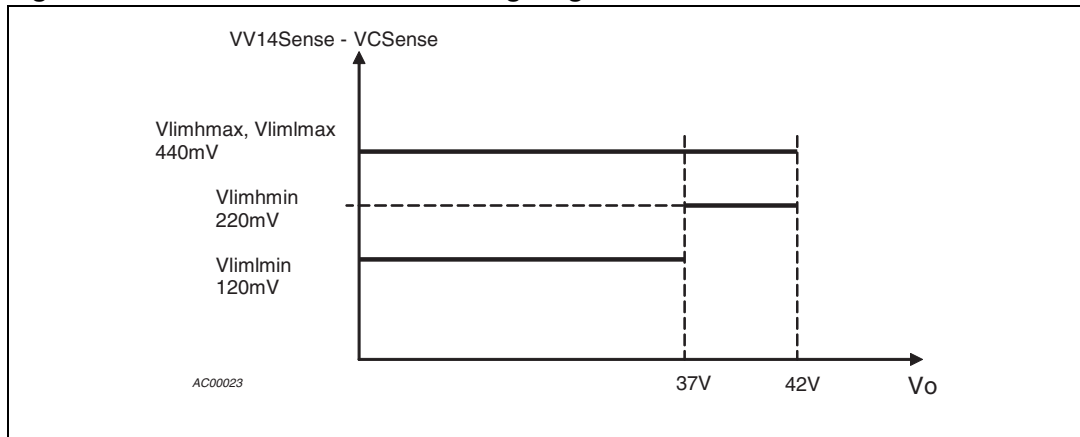 VV14Sense - VCSense
Vlimhmax, Vlimlmax
440mV
Vlimhmin
220mV
Vlimlmin
120mV
AC00023
37V
42V
Vo